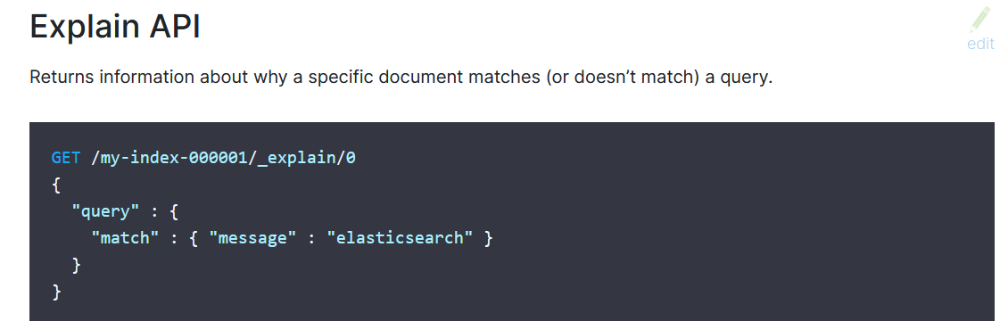 Explain API
edit
Returns information about why a specific document matches (or doesn’t match) a query.
GET /my-index-000001/_explain/0
{
  "query" : {
    "match" : { "message" : "elasticsearch" }
  }
}